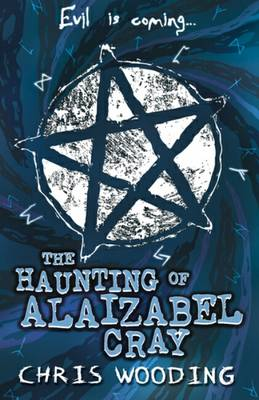 Evil is coming...
THE
HAUNTING OF
ALAIZABEL
CRAY
CHRIS WOODING